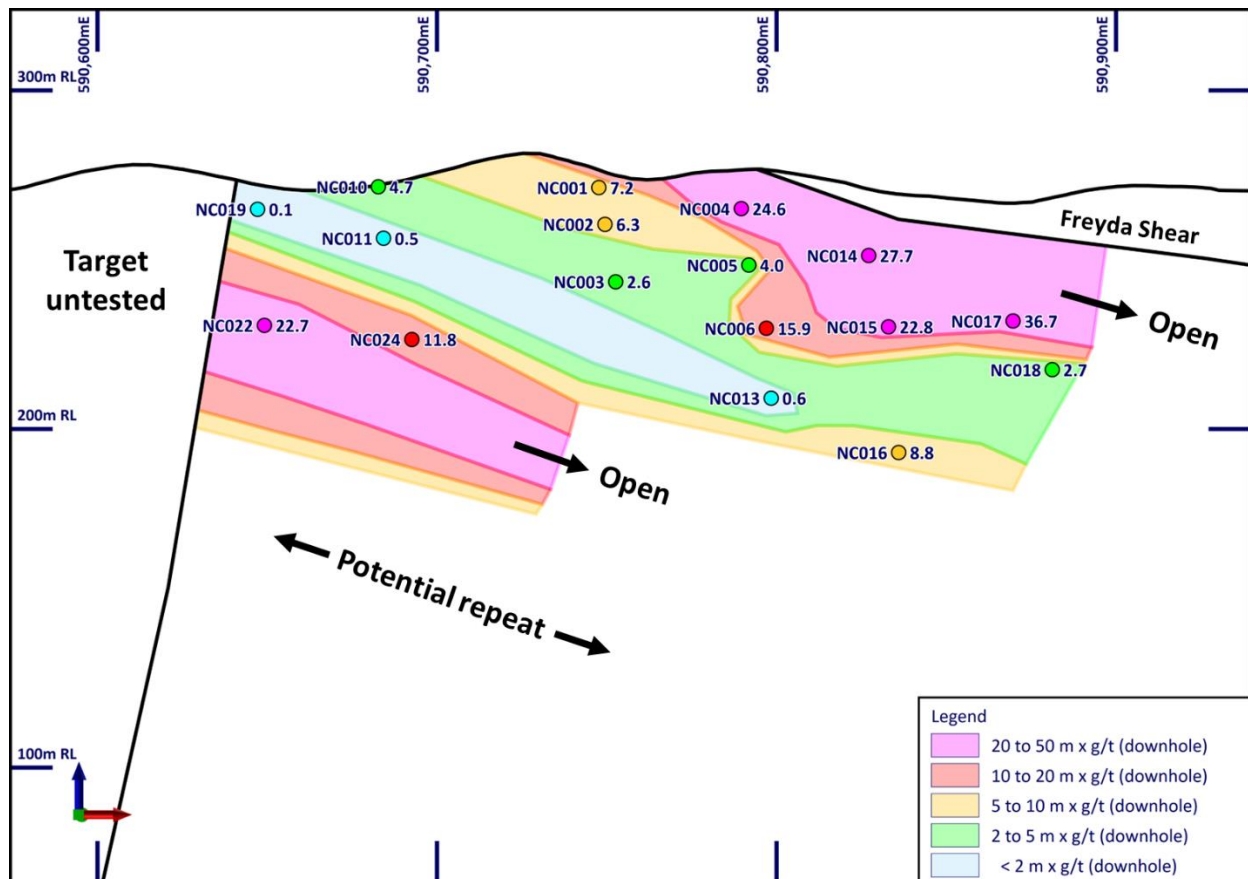 590,600mE
590,700mE
590,800mE
590,900mE
300m RL
NC010 4.7
NC001 7.2
NC019 0.1
NC004 24.6
NC002 6.3
NC011 0.5
Freyda Shear
NC014 27.7
Target
untested
NC005 4.0
NC003 2.6
Open
NC022 22.7
NC024 11.8
NC006 15.9
NC015 22.8
NC017 36.7
NC018 2.7
NC013 0.6
200m RL
NC016 8.8
Open
Potential repeat
100m RL
Legend
20 to 50 m x g/t (downhole)
10 to 20 m x g/t (downhole)
5 to 10 m x g/t (downhole)
2 to 5 m x g/t (downhole)
< 2 m x g/t (downhole)